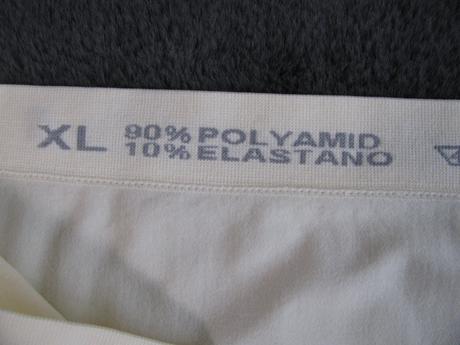 XL 90% POLYAMID
10% ELASTANO